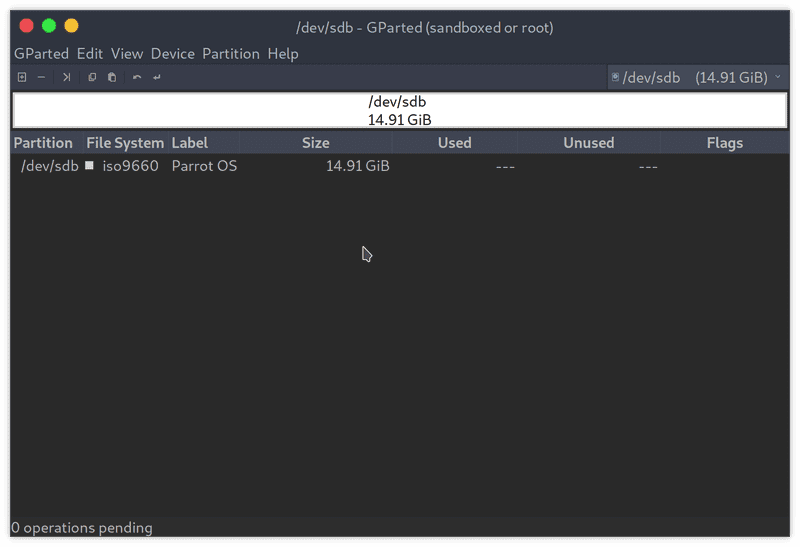 /dev/sdb - GParted (sandboxed or root)
GParted Edit View Device Partition Help
/dev/sdb (14.91 GiB)
/dev/sdb
14.91 GiB
Partition File System Label Size Used Unused Flags
/dev/sdb iso9660 Parrot OS 14.91 GiB --- ---
0 operations pending